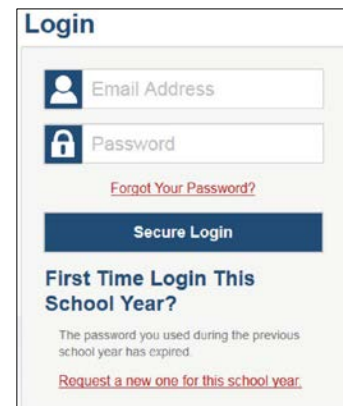 Login
Email Address
Password
Forgot Your Password?
Secure Login
First Time Login This
School Year?
The password you used during the previous
school year has expired.
Request a new one for this school year.